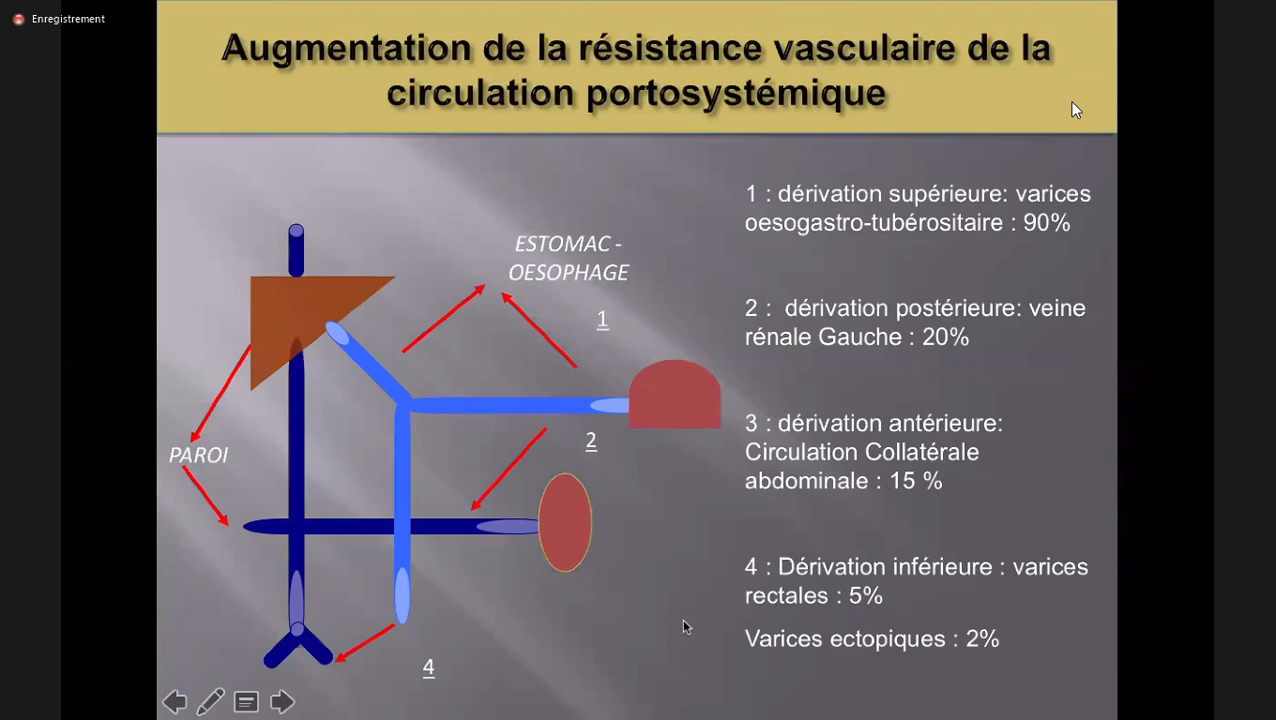 Enregistrement
Augmentation de la résistance vasculaire de la
circulation portosystémique
ESTOMAC -
OESOPHAGE
1
2
PAROI
4
1 : dérivation supérieure: varices
oesogastro-tubérositaire : 90%
2 :  dérivation postérieure: veine
rénale Gauche : 20%
3 : dérivation antérieure:
Circulation Collatérale
abdominale : 15 %
4 : Dérivation inférieure : varices
rectales : 5%
Varices ectopiques : 2%